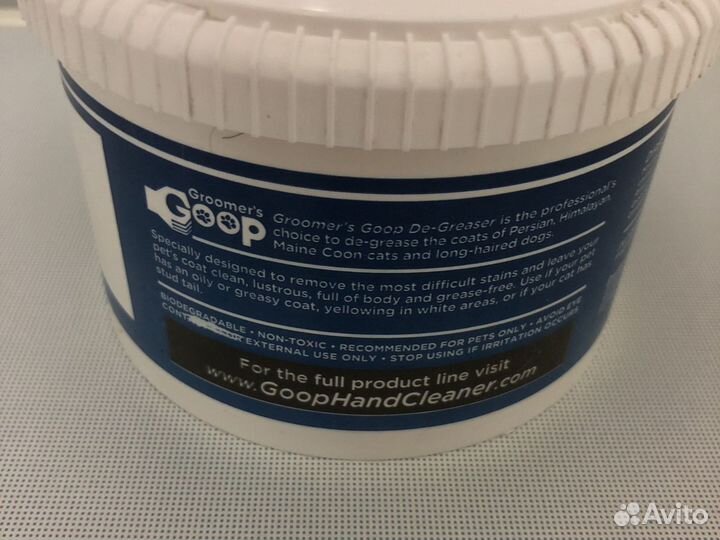 Groomer's
Goop
Groomer's Goop De-Greaser is the professional's
choice to de-grease the coats of Persian, Himalayan,
Maine Coon cats and long-haired dogs.
Specially designed to remove the most difficult stains and leave your
pet's coat clean, lustrous, full of body and grease-free. Use if your pet
has an oily or greasy coat, yellowing in white areas, or if your cat has
stud tail.
BIODEGRADABLE • NON-TOXIC • RECOMMENDED FOR PETS ONLY • AVOID EYE
EXTERNAL USE ONLY • STOP USING IF IRRITATION OCCURS
For the full product line visit
www.GoopHandCleaner.com
Avito